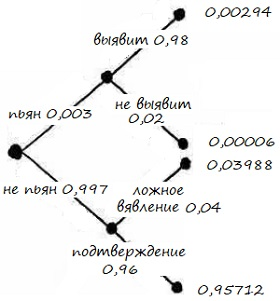 0,00294
выявит 0,98
пьян 0,003
не выявит
0,02
0,00006
0,03988
не пьян 0,997
ложное
вявление 0,04
подтверждение
0,96
0,95712